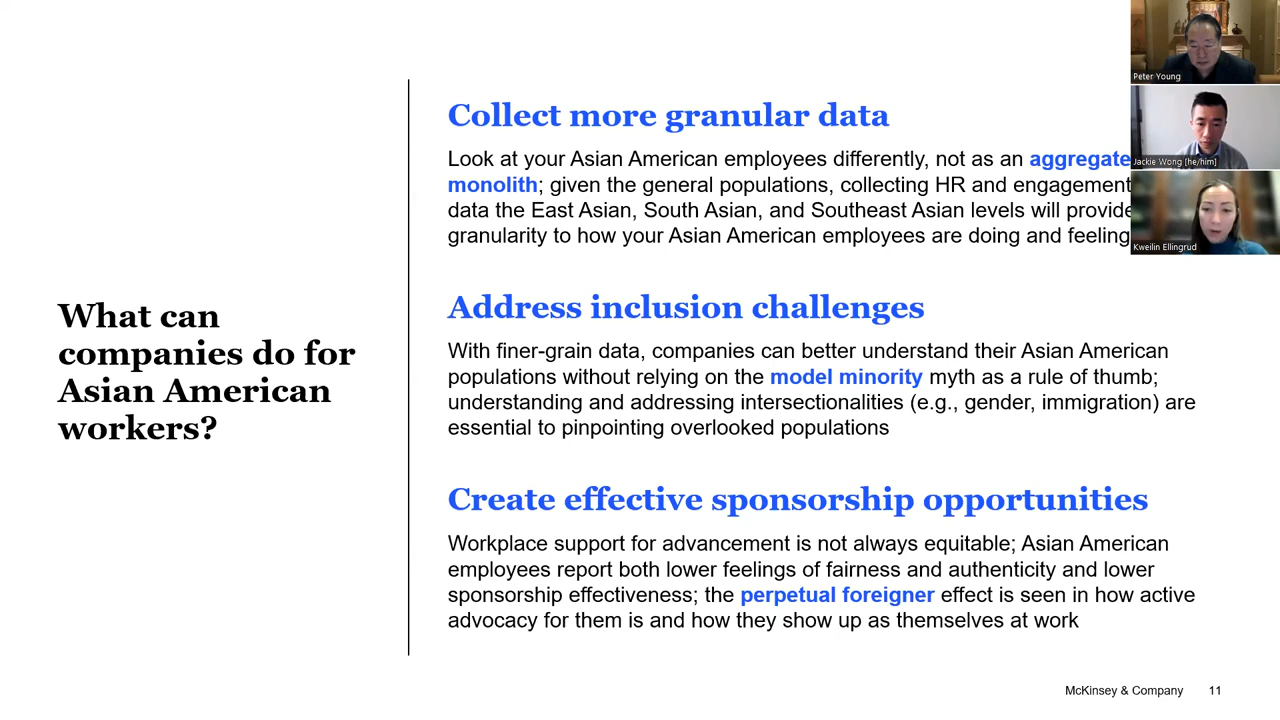 What can
companies do for
Asian American
workers?
Collect more granular data
Look at your Asian American employees differently, not as an aggregate
monolith; given the general populations, collecting HR and engagement
data the East Asian, South Asian, and Southeast Asian levels will provide
granularity to how your Asian American employees are doing and feeling
Address inclusion challenges
With finer-grain data, companies can better understand their Asian American
populations without relying on the model minority myth as a rule of thumb;
understanding and addressing intersectionalities (e.g., gender, immigration) are
essential to pinpointing overlooked populations
Create effective sponsorship opportunities
Workplace support for advancement is not always equitable; Asian American
employees report both lower feelings of fairness and authenticity and lower
sponsorship effectiveness; the perpetual foreigner effect is seen in how active
advocacy for them is and how they show up as themselves at work
McKinsey & Company 11
Peter Young
Jackie Wong [he/him]
Kweilin Ellingrud